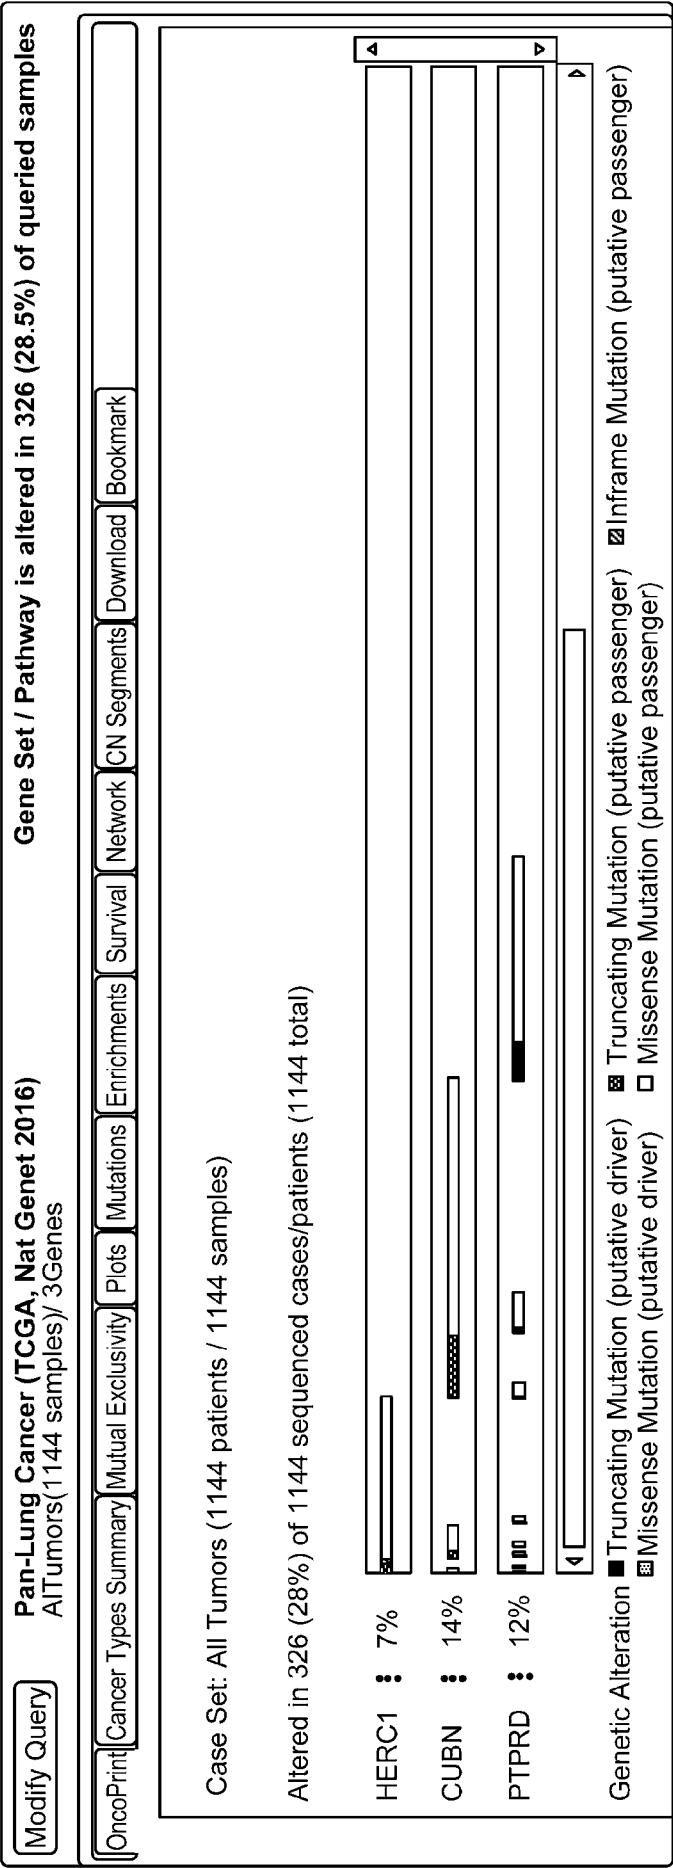 Modify Query
Pan-Lung Cancer (TCGA, Nat Genet 2016)
AlTumors(1144 samples)/ 3Genes
Gene Set / Pathway is altered in 326 (28.5%) of queried samples
OncoPrint Cancer Types Summary Mutual Exclusivity Plots Mutations Enrichments Survival Network CN Segments Download Bookmark
Case Set: All Tumors (1144 patients / 1144 samples)
Altered in 326 (28%) of 1144 sequenced cases/patients (1144 total)
HERC1 7%
CUBN 14%
PTPRD 12%
Genetic Alteration Truncating Mutation (putative driver) Truncating Mutation (putative passenger) Inframe Mutation (putative passenger)
Missense Mutation (putative driver) Missense Mutation (putative passenger)